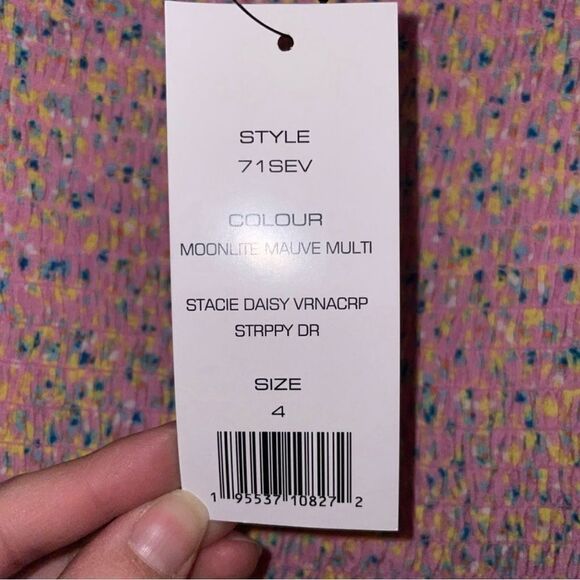 STYLE
71SEV
COLOUR
MOONLITE MAUVE MULTI
STACIE DAISY VRNACRP
STRPPY DR
SIZE
4
1 95537 10827 2